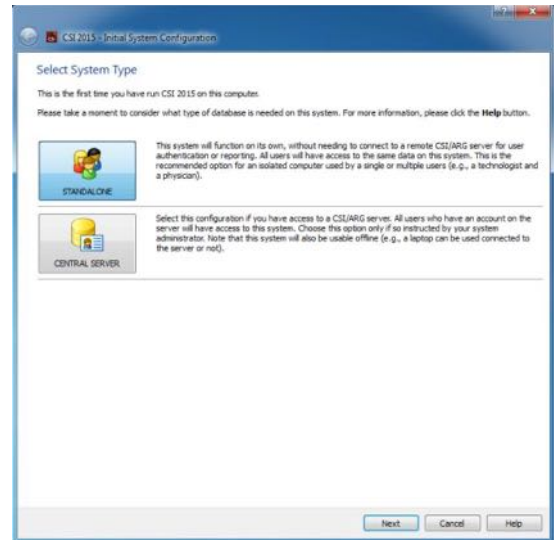 CSI 2015 - Initial System Configuration
Select System Type
This is the first time you have run CSI 2015 on this computer.
Please take a moment to consider what type of database is needed on this system. For more information, please click the Help button.
This system will function on its own, without needing to connect to a remote CSI/ARG server for user
authentication or reporting. All users will have access to the same data on this system. This is the
recommended option for an isolated computer used by a single or multiple users (e.g., a technologist and
a physician).
STANDALONE
Select this configuration if you have access to a CSI/ARG server. All users who have an account on the
server will have access to this system. Choose this option only if so instructed by your system
administrator. Note that this system will also be usable offline (e.g., a laptop can be used connected to
the server or not).
CENTRAL SERVER
Next Cancel Help